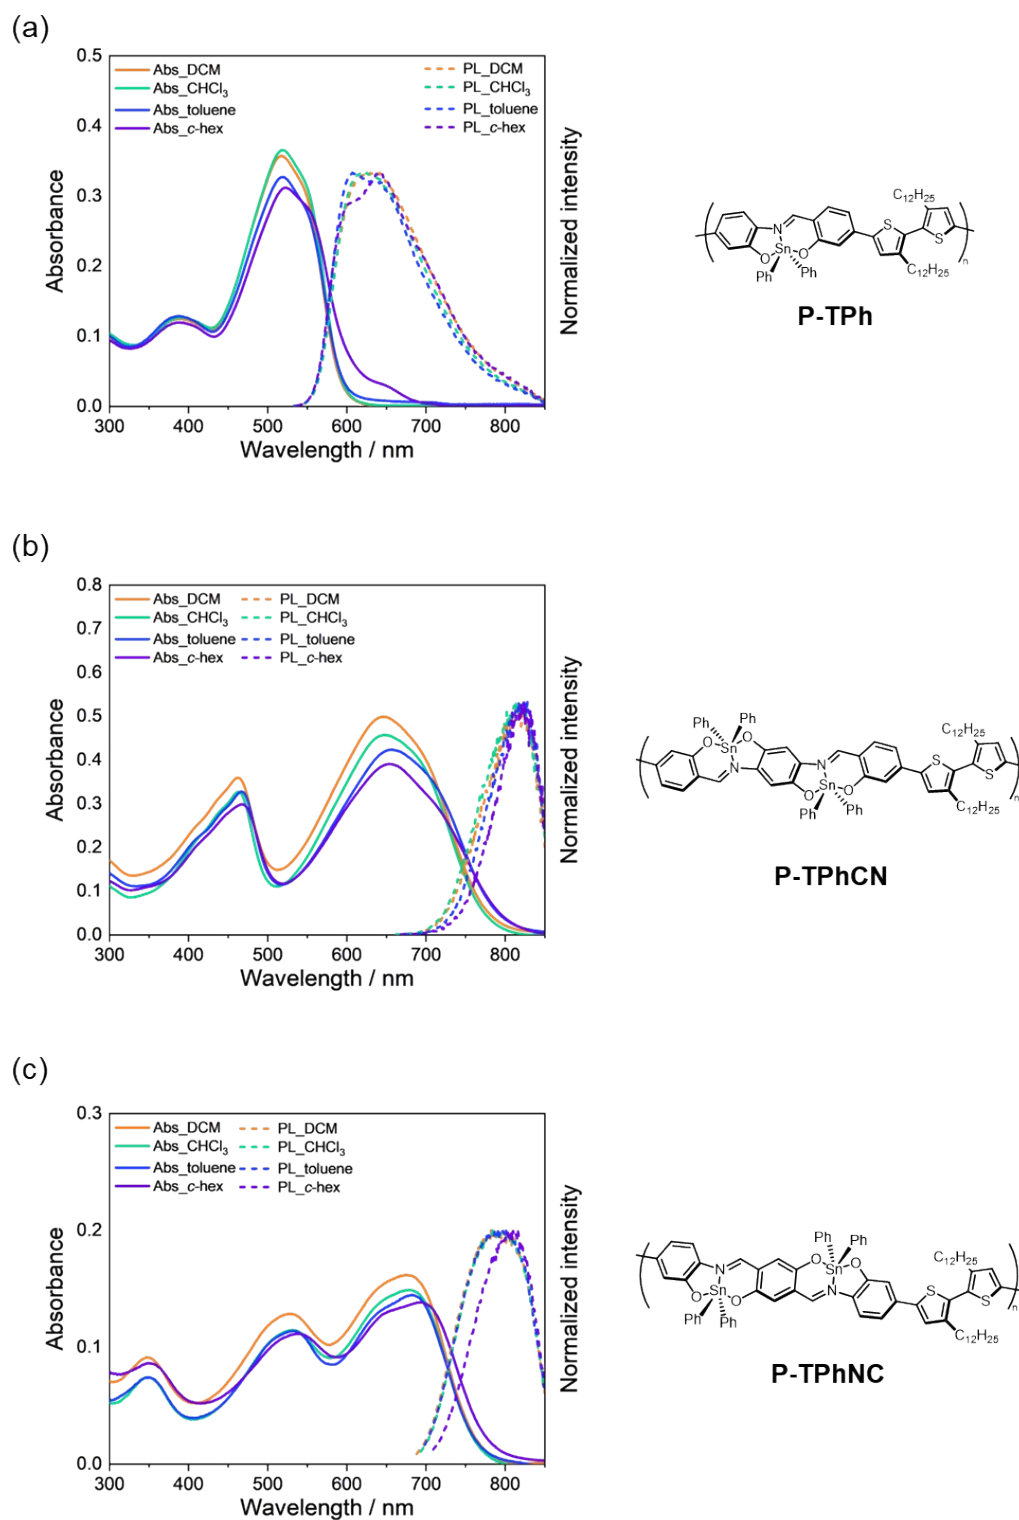 (a)
0.5
0.4
0.3
0.2
0.1
0.0
Absorbance
Abs_DCM
Abs_CHCl₃
Abs_toluene
Abs_c-hex
PL_DCM
PL_CHCl₃
PL_toluene
PL_c-hex
Normalized intensity
300 400 500 600 700 800
Wavelength / nm
C₁₂H₂₅
N
S
S
O Sn O
Ph Ph
C₁₂H₂₅
n
P-TPh
(b)
0.8
0.7
0.6
0.5
0.4
0.3
0.2
0.1
0.0
Absorbance
Abs_DCM
Abs_CHCl₃
Abs_toluene
Abs_c-hex
PL_DCM
PL_CHCl₃
PL_toluene
PL_c-hex
Normalized intensity
300 400 500 600 700 800
Wavelength / nm
Ph Ph
O Sn O
C₁₂H₂₅
N N
S
S
O Sn O
Ph Ph
C₁₂H₂₅
n
P-TPhCN
(c)
0.3
0.2
0.1
0.0
Absorbance
Abs_DCM
Abs_CHCl₃
Abs_toluene
Abs_c-hex
PL_DCM
PL_CHCl₃
PL_toluene
PL_c-hex
Normalized intensity
300 400 500 600 700 800
Wavelength / nm
Ph Ph
O Sn O
C₁₂H₂₅
N N
O Sn O
S
S
Ph Ph
C₁₂H₂₅
n
P-TPhNC